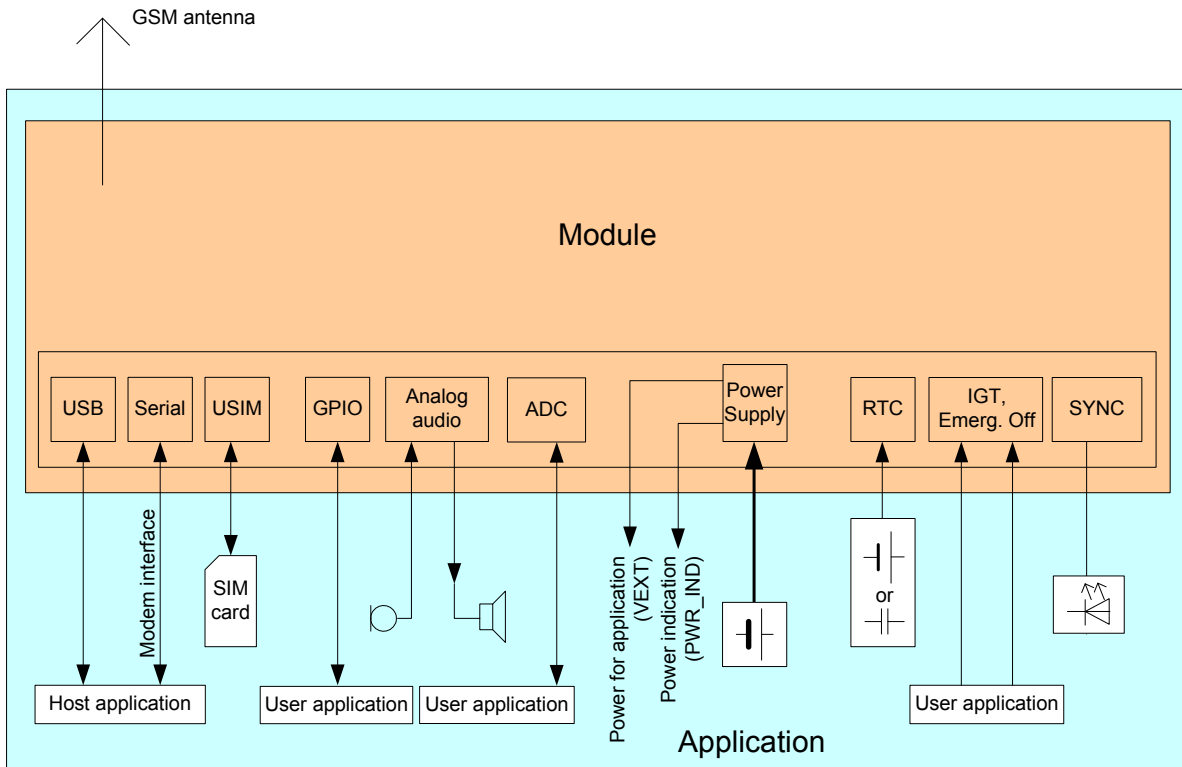 GSM antenna
Module
USB
Serial
USIM
GPIO
Analog
audio
ADC
Power
Supply
RTC
IGT,
Emerg. Off
SYNC
Modem interface
SIM
card
Power for application
(VEXT)
Power indication
(PWR_IND)
or
Host application
User application
User application
User application
Application